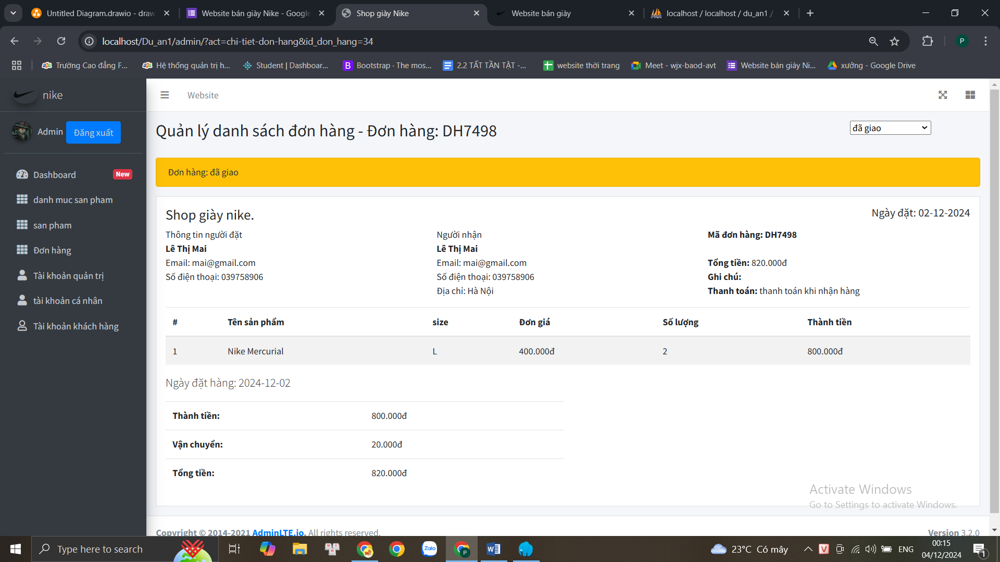 Untitled Diagram.drawio - draw
Website bán giày Nike - Google
Shop giày Nike
Website bán giày
localhost / localhost / du_an1 /
localhost/Du_an1/admin/?act=chi-tiet-don-hang&id_don_hang=34
P
Trường Cao đẳng F...
Hệ thống quản trị h...
Student | Dashboar...
B
Bootstrap · The mos...
2.2 TẤT TẦN TẬT -...
website thời trang
Meet - wjx-baod-avt
Website bán giày Ni...
xưởng - Google Drive
nike
Website
Admin
Đăng xuất
Dashboard
New
danh muc san pham
san pham
Đơn hàng
Tài khoản quản trị
tài khoản cá nhân
Tài khoản khách hàng
Quản lý danh sách đơn hàng - Đơn hàng: DH7498
đã giao
Đơn hàng: đã giao
Shop giày nike.
Ngày đặt: 02-12-2024
Thông tin người đặt
Lê Thị Mai
Email: mai@gmail.com
Số điện thoại: 039758906
Người nhận
Lê Thị Mai
Email: mai@gmail.com
Số điện thoại: 039758906
Địa chỉ: Hà Nội
Mã đơn hàng: DH7498
Tổng tiền: 820.000đ
Ghi chú:
Thanh toán: thanh toán khi nhận hàng
# Tên sản phẩm size Đơn giá Số lượng Thành tiền
1 Nike Mercurial L 400.000đ 2 800.000đ
Ngày đặt hàng: 2024-12-02
Thành tiền: 800.000đ
Vận chuyển: 20.000đ
Tổng tiền: 820.000đ
Activate Windows
Go to Settings to activate Windows.
Copyright © 2014-2021 AdminLTE.io. All rights reserved.
Version 3.2.0
Type here to search
Zalo
P
W
23°C Có mây
V
ENG
00:15
04/12/2024
1